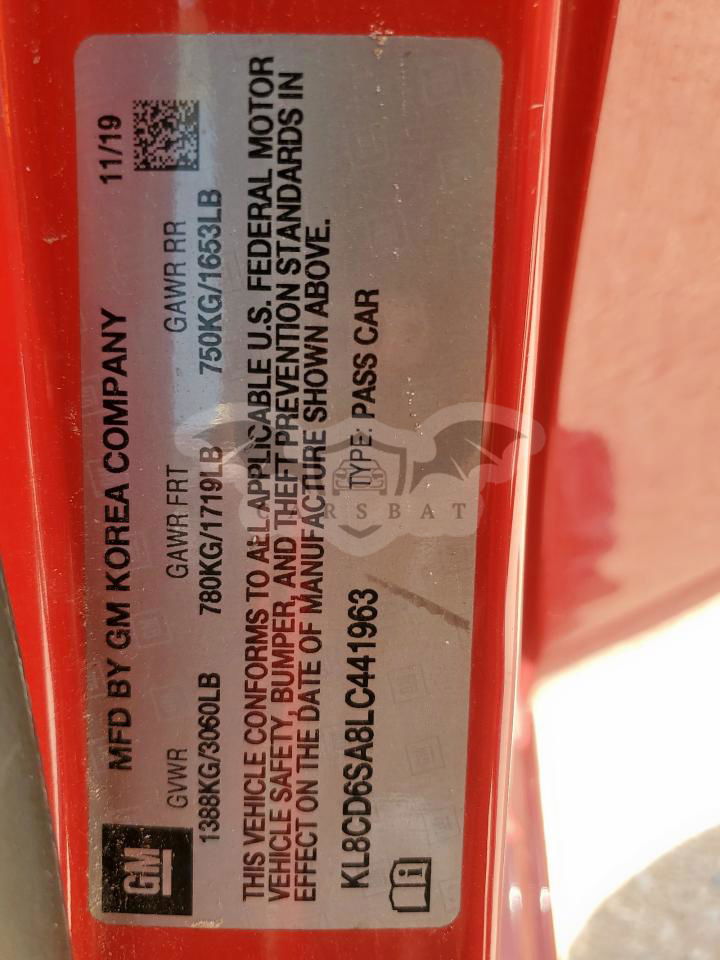 MFD BY GM KOREA COMPANY 11/19
GM
GVWR GAWR FRT GAWR RR
1388KG/3060LB 780KG/1719LB 750KG/1653LB
THIS VEHICLE CONFORMS TO ALL APPLICABLE U.S. FEDERAL MOTOR
VEHICLE SAFETY, BUMPER, AND THEFT PREVENTION STANDARDS IN
EFFECT ON THE DATE OF MANUFACTURE SHOWN ABOVE.
KL8CD6SA8LC441963 TYPE: PASS CAR
CARSBAT